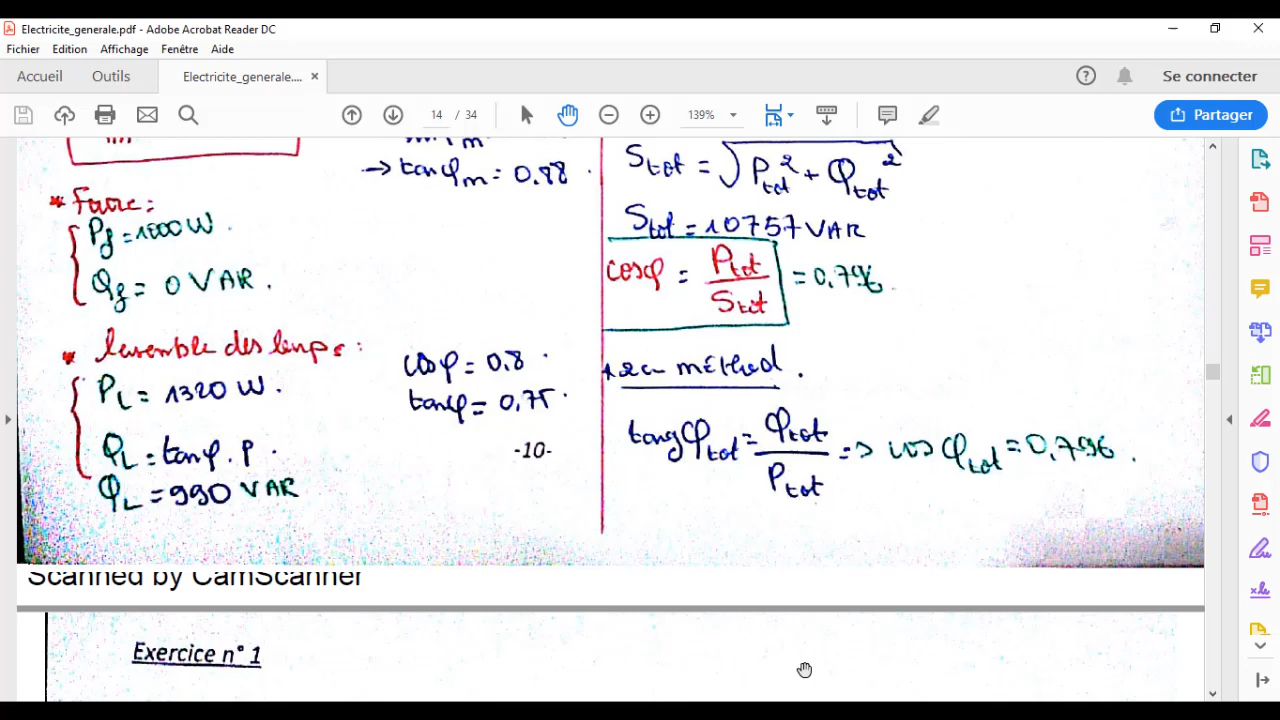 Electricite_generale.pdf - Adobe Acrobat Reader DC
Fichier Edition Affichage Fenêtre Aide
Accueil Outils Electricite_generale.... × Se connecter
14 / 34 139% Partager
→ tanφm = 0.88 .
* Four :
Pf = 1000 W .
Qf = 0 VAR .
* l'ensemble des lamps :
PL = 1320 W .
cosφ = 0.8 .
tanφ = 0,75 .
QL = tanφ . P .
QL = 990 VAR
-10-
Stot = √Ptot² + Qtot²
Stot = 10757 VAR
cosφ = Ptot / Stot = 0,796 .
méthod .
tangφtot = Qtot / Ptot => cosφtot = 0,796 .
Scanned by CamScanner
Exercice n° 1